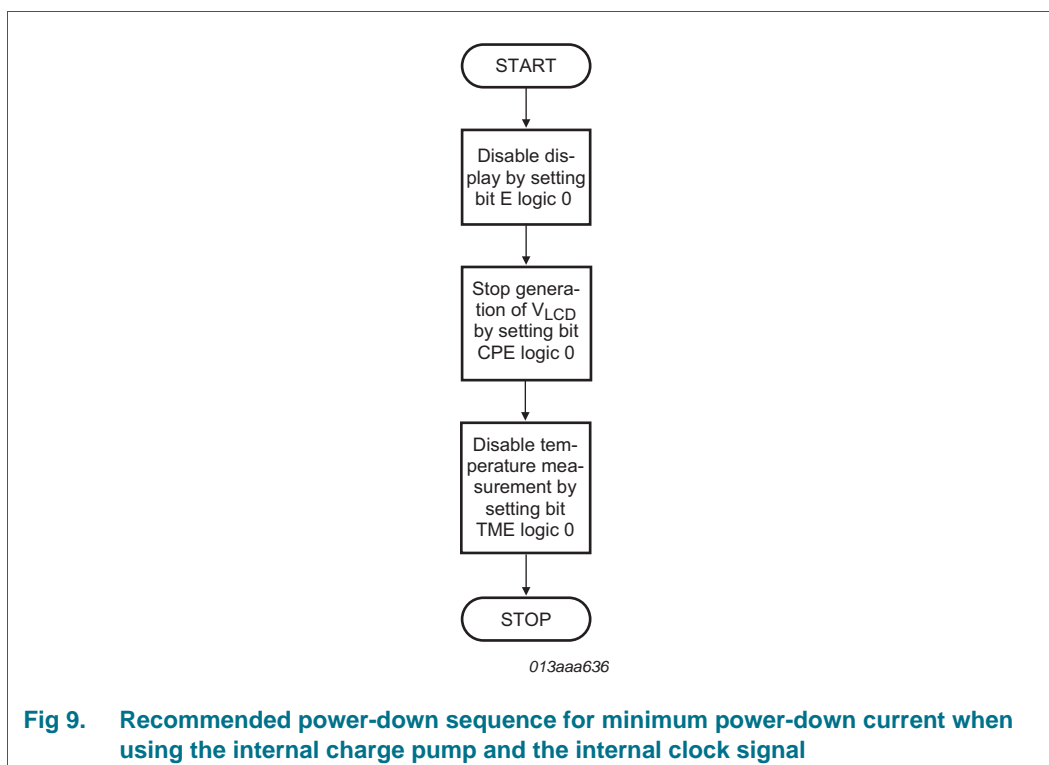 START
Disable dis-
play by setting
bit E logic 0
Stop genera-
tion of VLCD
by setting bit
CPE logic 0
Disable tem-
perature mea-
surement by
setting bit
TME logic 0
STOP
013aaa636
Fig 9. Recommended power-down sequence for minimum power-down current when
using the internal charge pump and the internal clock signal